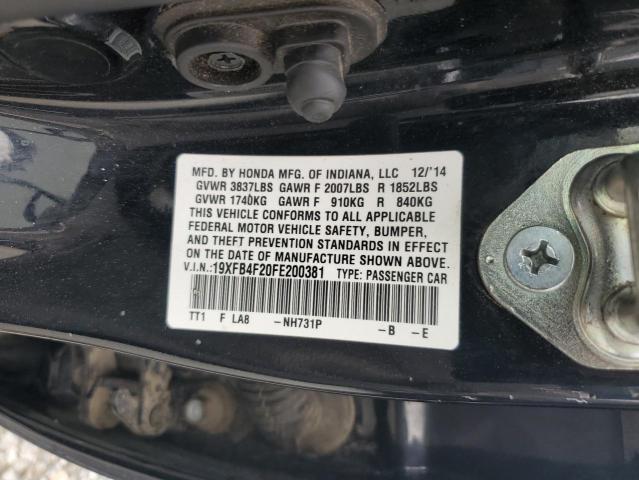 MFD. BY HONDA MFG. OF INDIANA, LLC 12/'14
GVWR 3837LBS GAWR F 2007LBS R 1852LBS
GVWR 1740KG GAWR F 910KG R 840KG
THIS VEHICLE CONFORMS TO ALL APPLICABLE
FEDERAL MOTOR VEHICLE SAFETY, BUMPER,
AND THEFT PREVENTION STANDARDS IN EFFECT
ON THE DATE OF MANUFACTURE SHOWN ABOVE.
V.I.N.:19XFB4F20FE200381 TYPE: PASSENGER CAR
TT1 F LA8 -NH731P -B -E